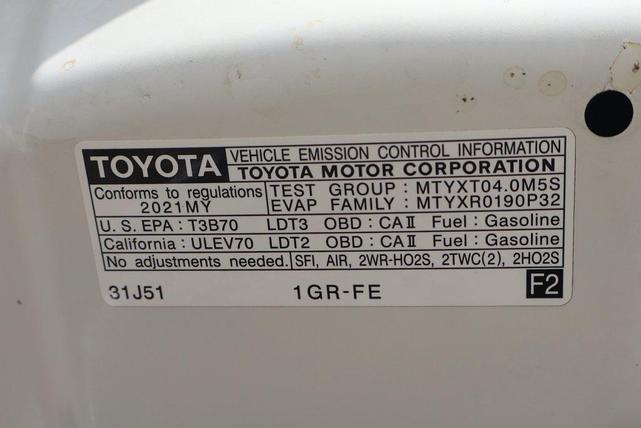 TOYOTA VEHICLE EMISSION CONTROL INFORMATION
TOYOTA MOTOR CORPORATION
Conforms to regulations TEST GROUP : MTYXT04.0M5S
2021MY EVAP FAMILY : MTYXR0190P32
U.S. EPA : T3B70 LDT3 OBD : CAⅡ Fuel : Gasoline
California : ULEV70 LDT2 OBD : CAⅡ Fuel : Gasoline
No adjustments needed. SFI, AIR, 2WR-HO2S, 2TWC(2), 2HO2S
31J51 1GR-FE F2